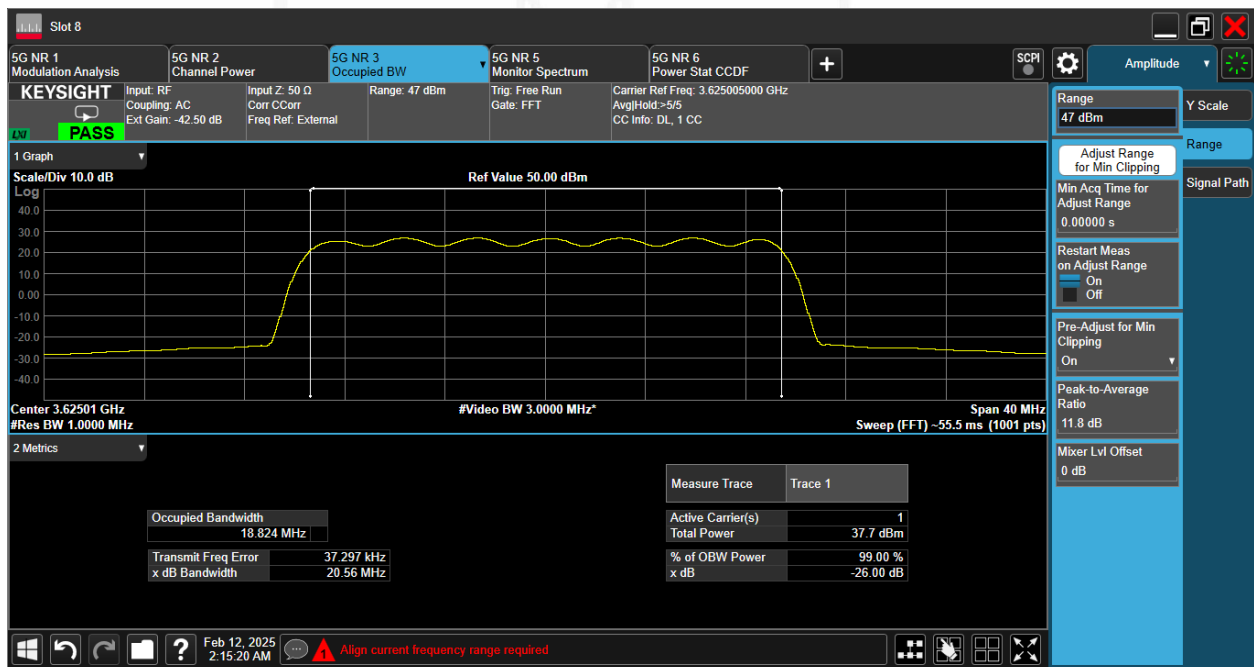 Slot 8
5G NR 1
Modulation Analysis
5G NR 2
Channel Power
5G NR 3
Occupied BW
5G NR 5
Monitor Spectrum
5G NR 6
Power Stat CCDF
SCPI
Amplitude
KEYSIGHT
LXI
PASS
Input: RF
Coupling: AC
Ext Gain: -42.50 dB
Input Z: 50 Ω
Corr CCorr
Freq Ref: External
Range: 47 dBm
Trig: Free Run
Gate: FFT
Carrier Ref Freq: 3.625005000 GHz
Avg|Hold:>5/5
CC Info: DL, 1 CC
1 Graph
Scale/Div 10.0 dB
Ref Value 50.00 dBm
Log
40.0
30.0
20.0
10.0
0.00
-10.0
-20.0
-30.0
-40.0
Center 3.62501 GHz
#Video BW 3.0000 MHz*
Span 40 MHz
#Res BW 1.0000 MHz
Sweep (FFT) ~55.5 ms (1001 pts)
2 Metrics
Measure Trace Trace 1
Occupied Bandwidth
18.824 MHz
Transmit Freq Error 37.297 kHz
x dB Bandwidth 20.56 MHz
Active Carrier(s) 1
Total Power 37.7 dBm
% of OBW Power 99.00 %
x dB -26.00 dB
Range
47 dBm
Adjust Range
for Min Clipping
Min Acq Time for
Adjust Range
0.00000 s
Restart Meas
on Adjust Range
On
Off
Pre-Adjust for Min
Clipping
On
Peak-to-Average
Ratio
11.8 dB
Mixer Lvl Offset
0 dB
Y Scale
Range
Signal Path
?
Feb 12, 2025
2:15:20 AM
1
Align current frequency range required